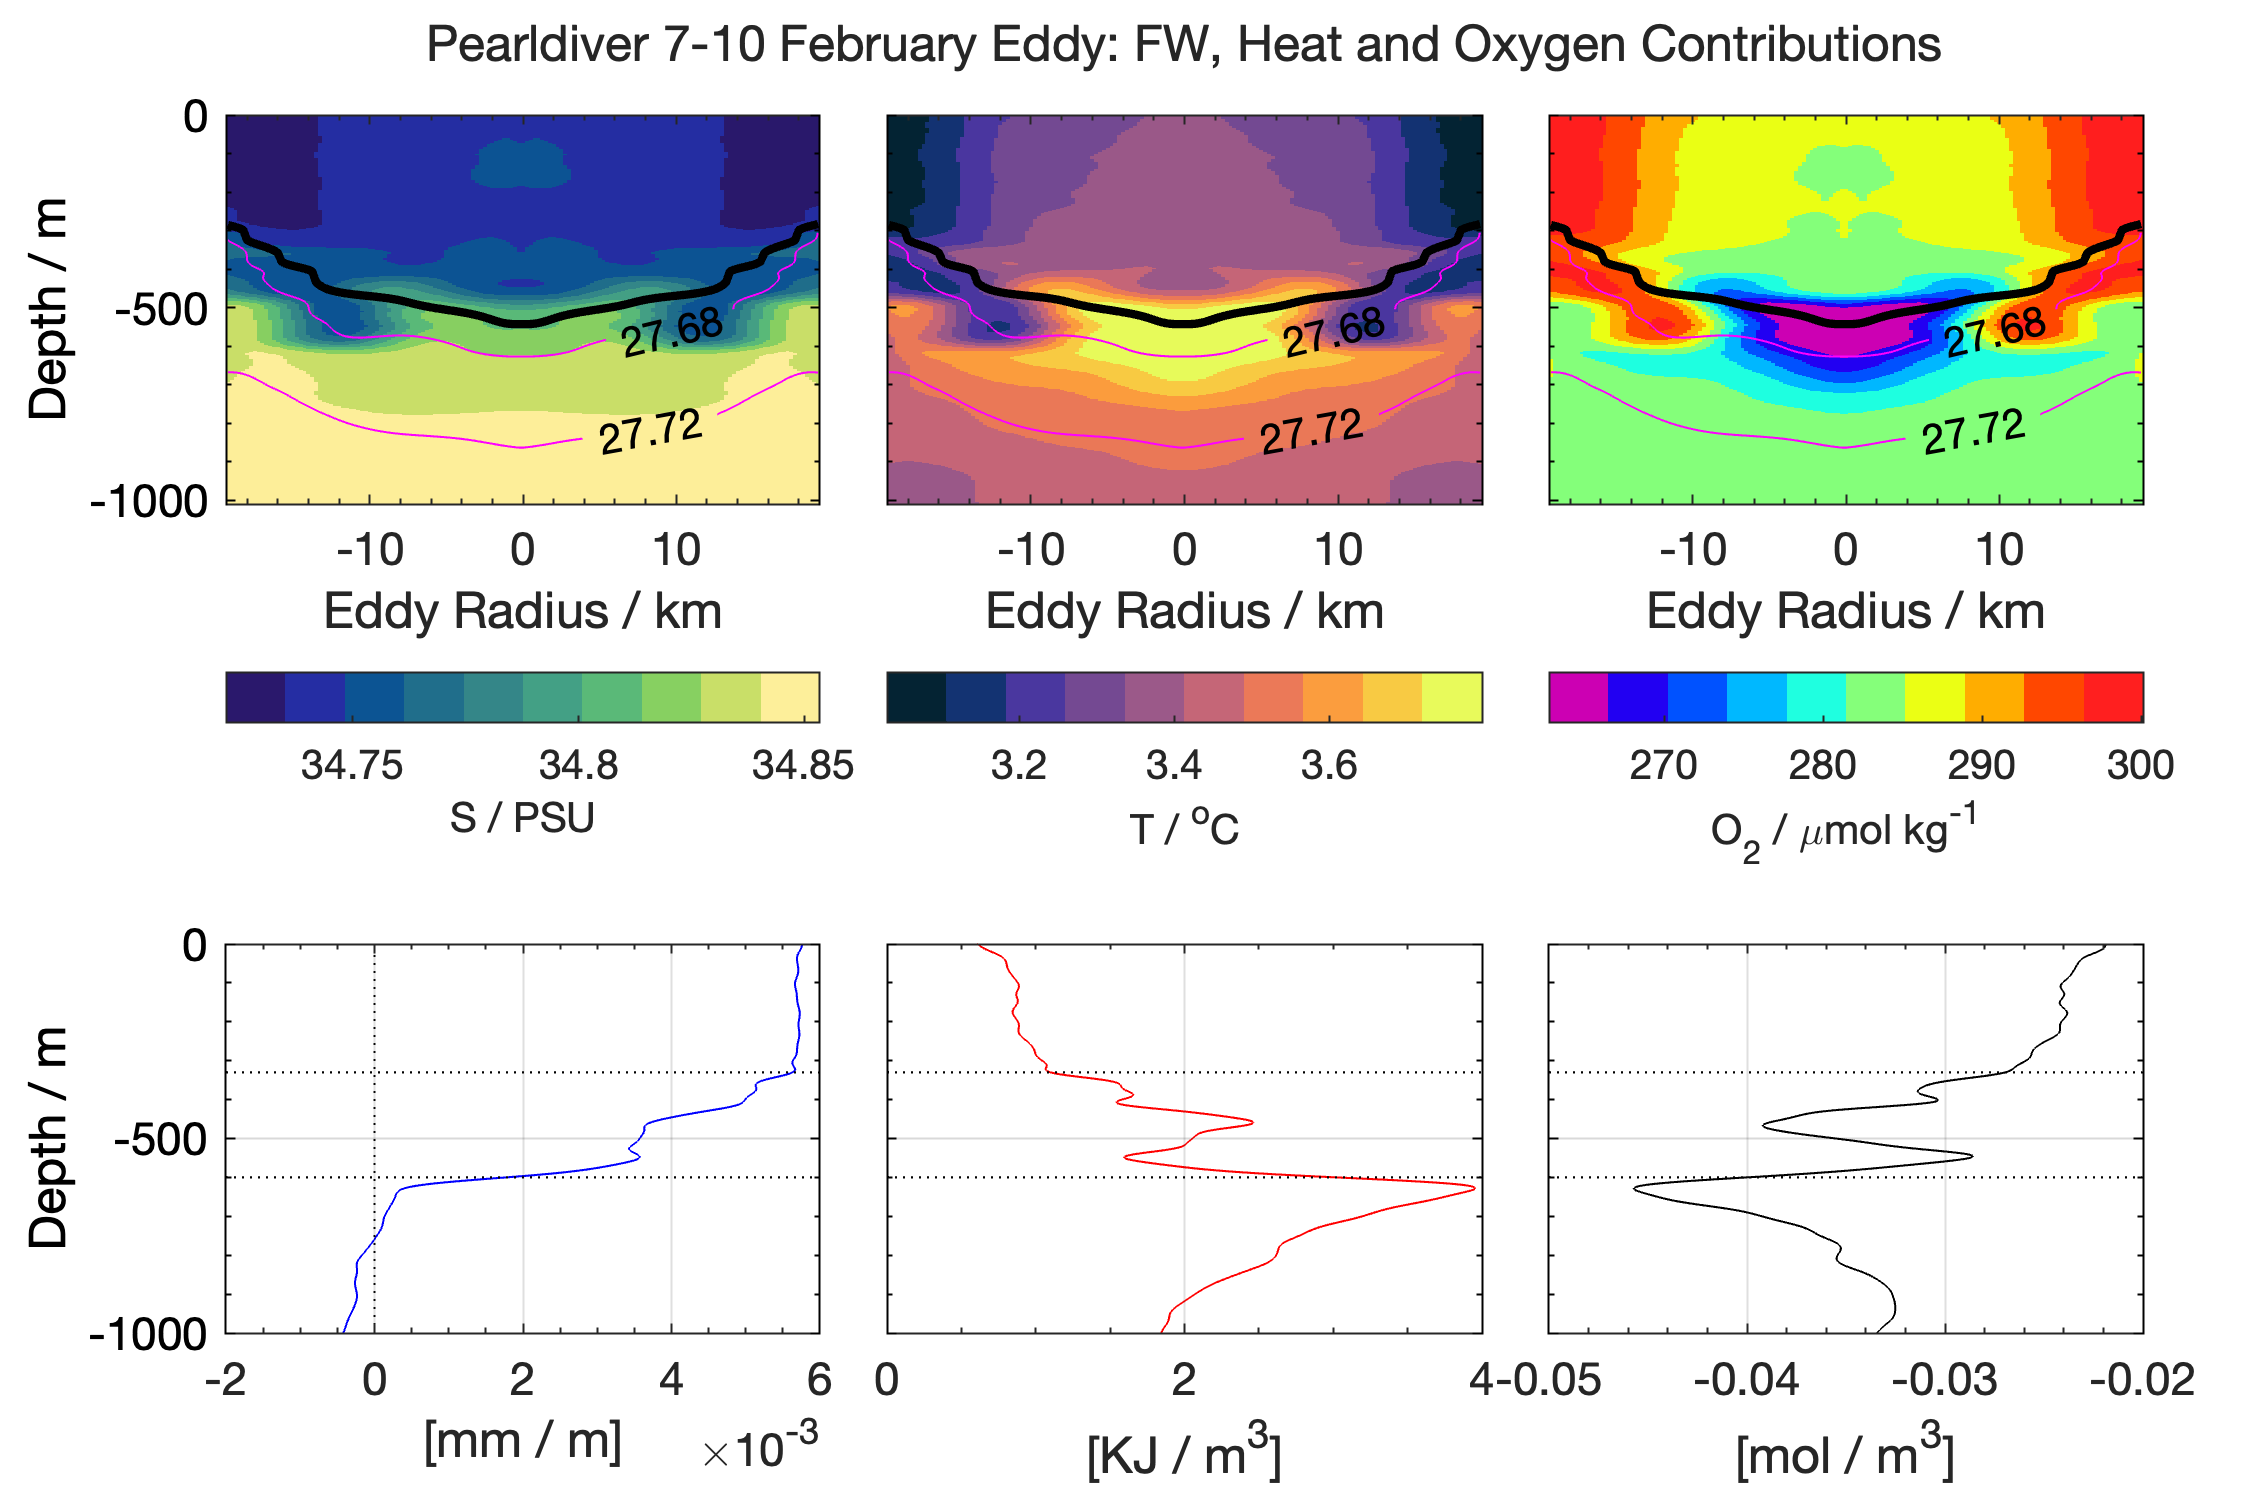 Pearldiver 7-10 February Eddy: FW, Heat and Oxygen Contributions
Depth / m
0
-500
-1000
27.68
27.72
27.68
27.72
27.68
27.72
-10 0 10
-10 0 10
-10 0 10
Eddy Radius / km
Eddy Radius / km
Eddy Radius / km
34.75 34.8 34.85
3.2 3.4 3.6
270 280 290 300
S / PSU
T / °C
O₂ / μmol kg⁻¹
Depth / m
0
-500
-1000
-2 0 2 4 6
0 2 4
-0.05 -0.04 -0.03 -0.02
[mm / m] ×10⁻³
[KJ / m³]
[mol / m³]